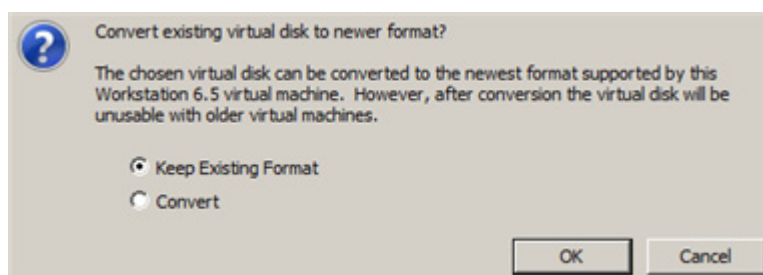 Convert existing virtual disk to newer format?
The chosen virtual disk can be converted to the newest format supported by this
Workstation 6.5 virtual machine.  However, after conversion the virtual disk will be
unusable with older virtual machines.
Keep Existing Format
Convert
OK
Cancel